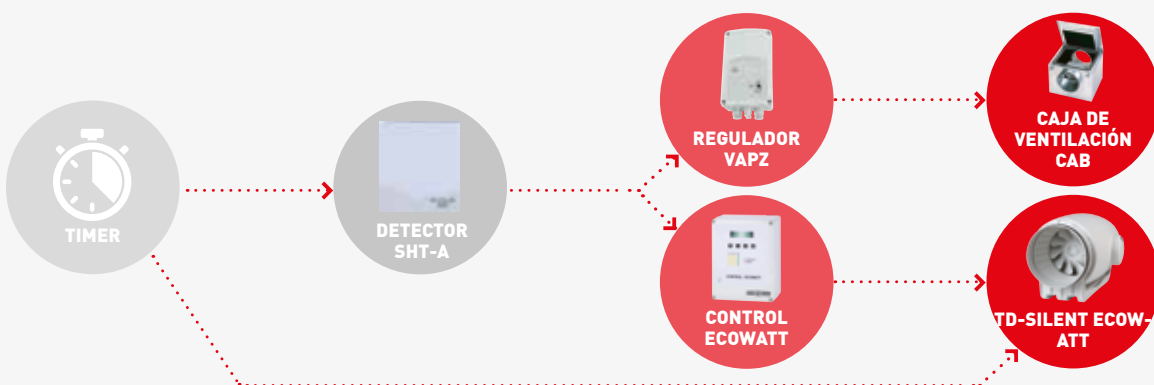 TIMER
DETECTOR
SHT-A
REGULADOR
VAPZ
CONTROL
ECOWATT
CAJA DE
VENTILACIÓN
CAB
TD-SILENT ECOW-
ATT